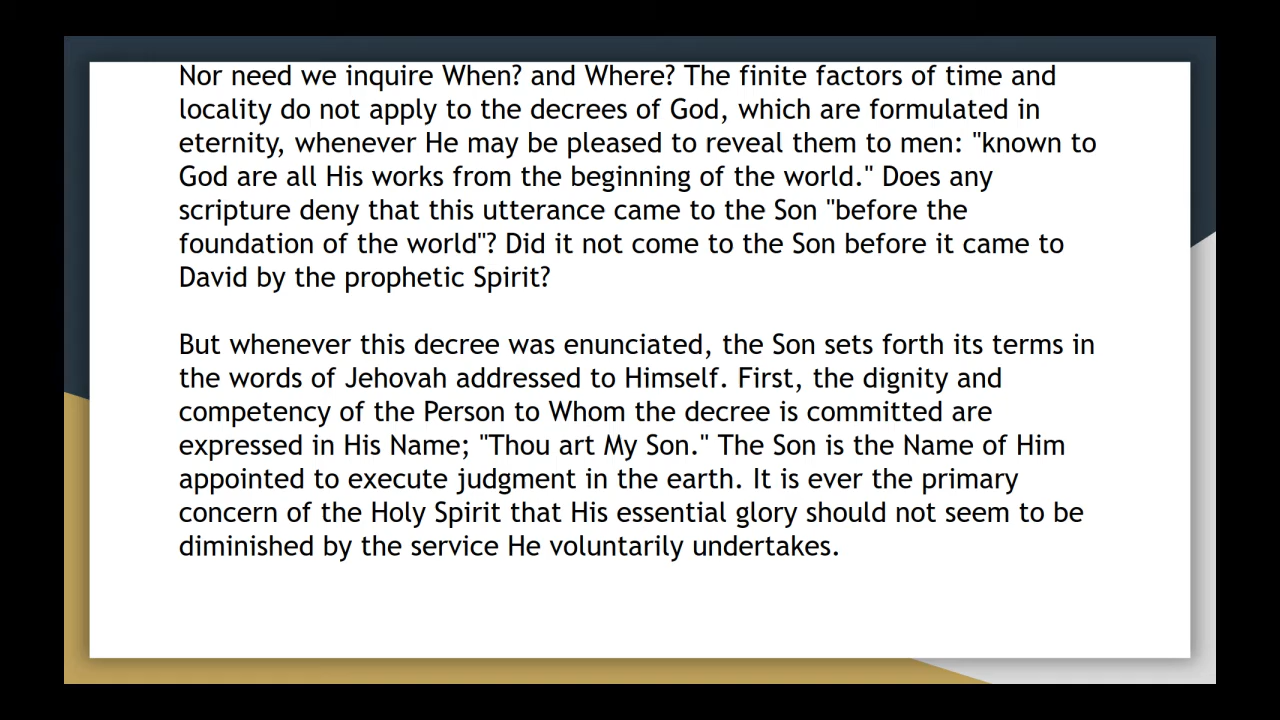 Nor need we inquire When? and Where? The finite factors of time and
locality do not apply to the decrees of God, which are formulated in
eternity, whenever He may be pleased to reveal them to men: "known to
God are all His works from the beginning of the world." Does any
scripture deny that this utterance came to the Son "before the
foundation of the world"? Did it not come to the Son before it came to
David by the prophetic Spirit?
But whenever this decree was enunciated, the Son sets forth its terms in
the words of Jehovah addressed to Himself. First, the dignity and
competency of the Person to Whom the decree is committed are
expressed in His Name; "Thou art My Son." The Son is the Name of Him
appointed to execute judgment in the earth. It is ever the primary
concern of the Holy Spirit that His essential glory should not seem to be
diminished by the service He voluntarily undertakes.